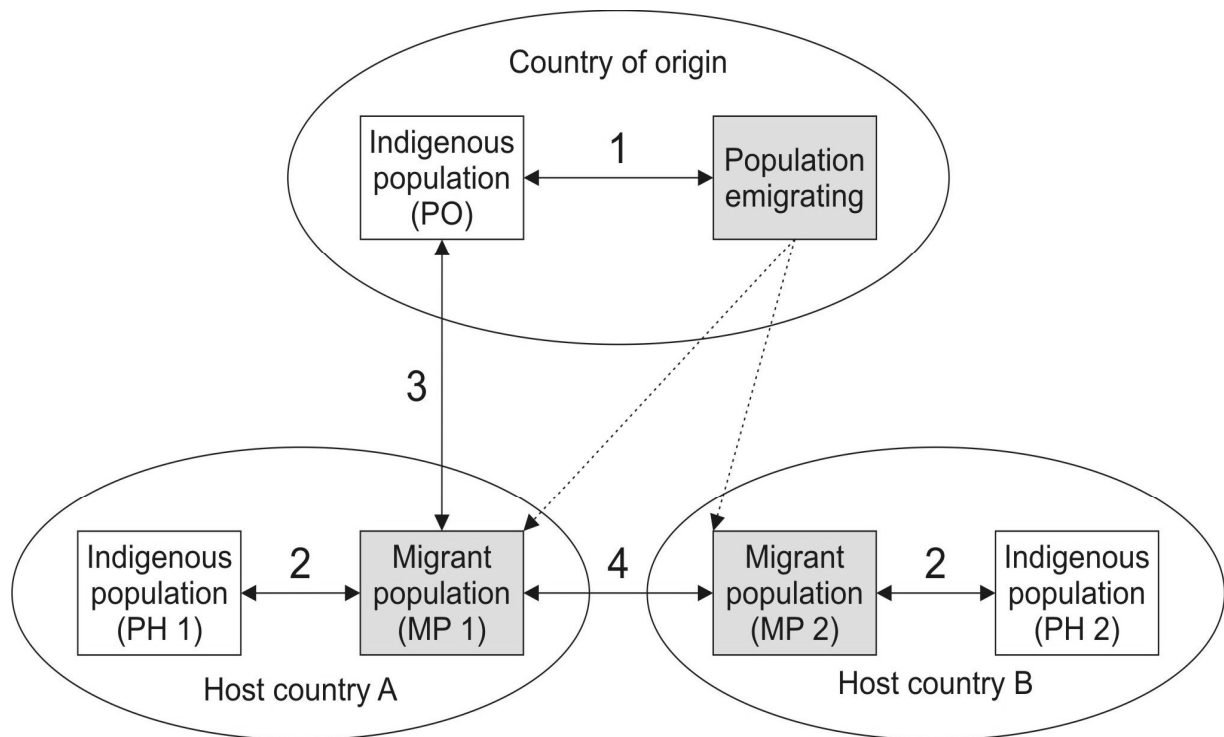 Country of origin
Indigenous
population
(PO)
1
Population
emigrating
3
Indigenous
population
(PH 1)
2
Migrant
population
(MP 1)
4
Migrant
population
(MP 2)
2
Indigenous
population
(PH 2)
Host country A
Host country B